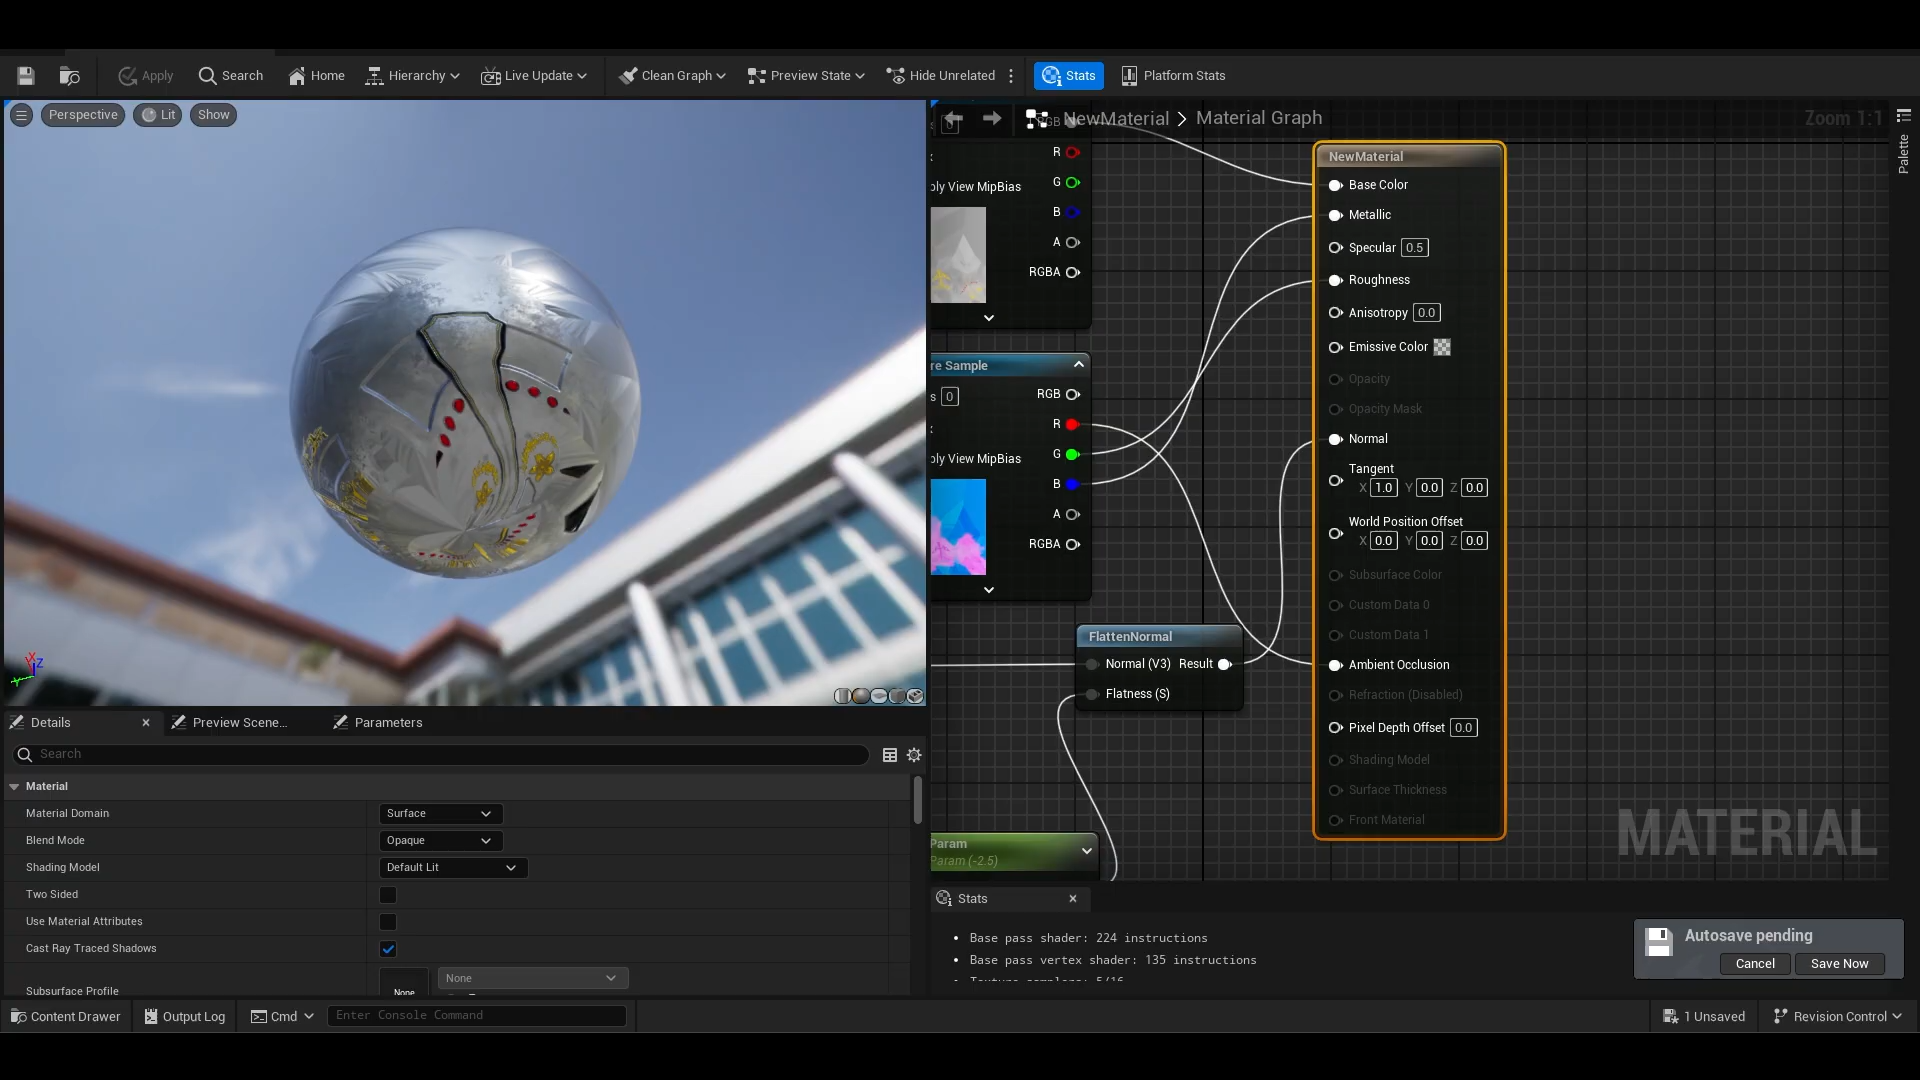 Apply
Search
Home
Hierarchy
Live Update
Clean Graph
Preview State
Hide Unrelated
Stats
Platform Stats
Perspective
Lit
Show
NewMaterial > Material Graph
Zoom 1:1
Palette
RGB
0
R
G
ply View MipBias
B
A
RGBA
re Sample
RGB
s 0
R
G
ply View MipBias
B
A
RGBA
FlattenNormal
Normal (V3) Result
Flatness (S)
Param
Param (-2.5)
NewMaterial
Base Color
Metallic
Specular 0.5
Roughness
Anisotropy 0.0
Emissive Color
Opacity
Opacity Mask
Normal
Tangent
X 1.0 Y 0.0 Z 0.0
World Position Offset
X 0.0 Y 0.0 Z 0.0
Subsurface Color
Custom Data 0
Custom Data 1
Ambient Occlusion
Refraction (Disabled)
Pixel Depth Offset 0.0
Shading Model
Surface Thickness
Front Material
MATERIAL
X
Z
Y
Details
Preview Scene...
Parameters
Search
Material
Material Domain Surface
Blend Mode Opaque
Shading Model Default Lit
Two Sided
Use Material Attributes
Cast Ray Traced Shadows
Subsurface Profile None None
Stats
Base pass shader: 224 instructions
Base pass vertex shader: 135 instructions
Texture samplers: 5/16
Autosave pending
Cancel
Save Now
Content Drawer
Output Log
Cmd
Enter Console Command
1 Unsaved
Revision Control